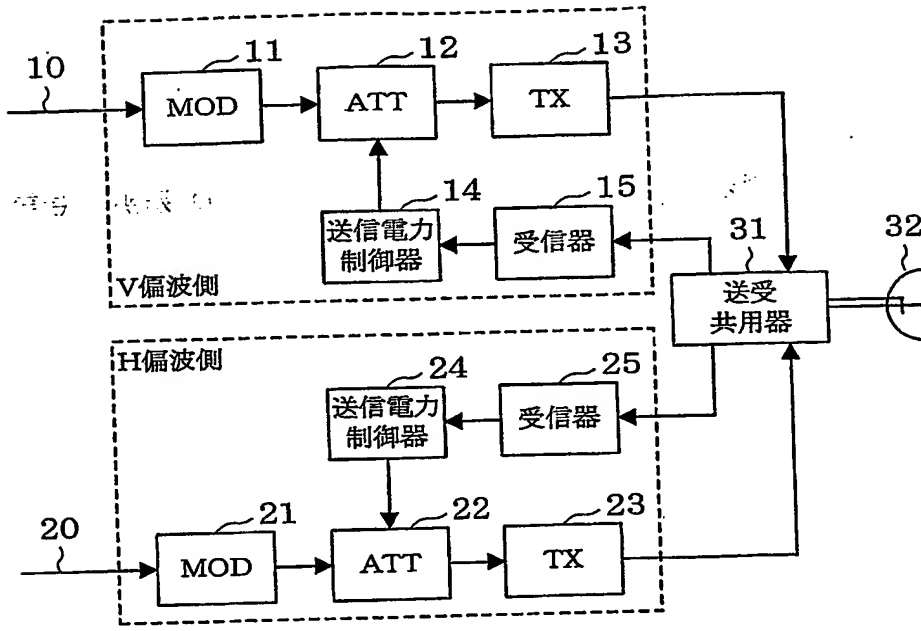 11
12
13
10
MOD
ATT
TX
14
15
送信電力
制御器
受信器
31
32
V偏波側
送受
共用器
H偏波側
24
25
送信電力
制御器
受信器
21
22
23
20
MOD
ATT
TX